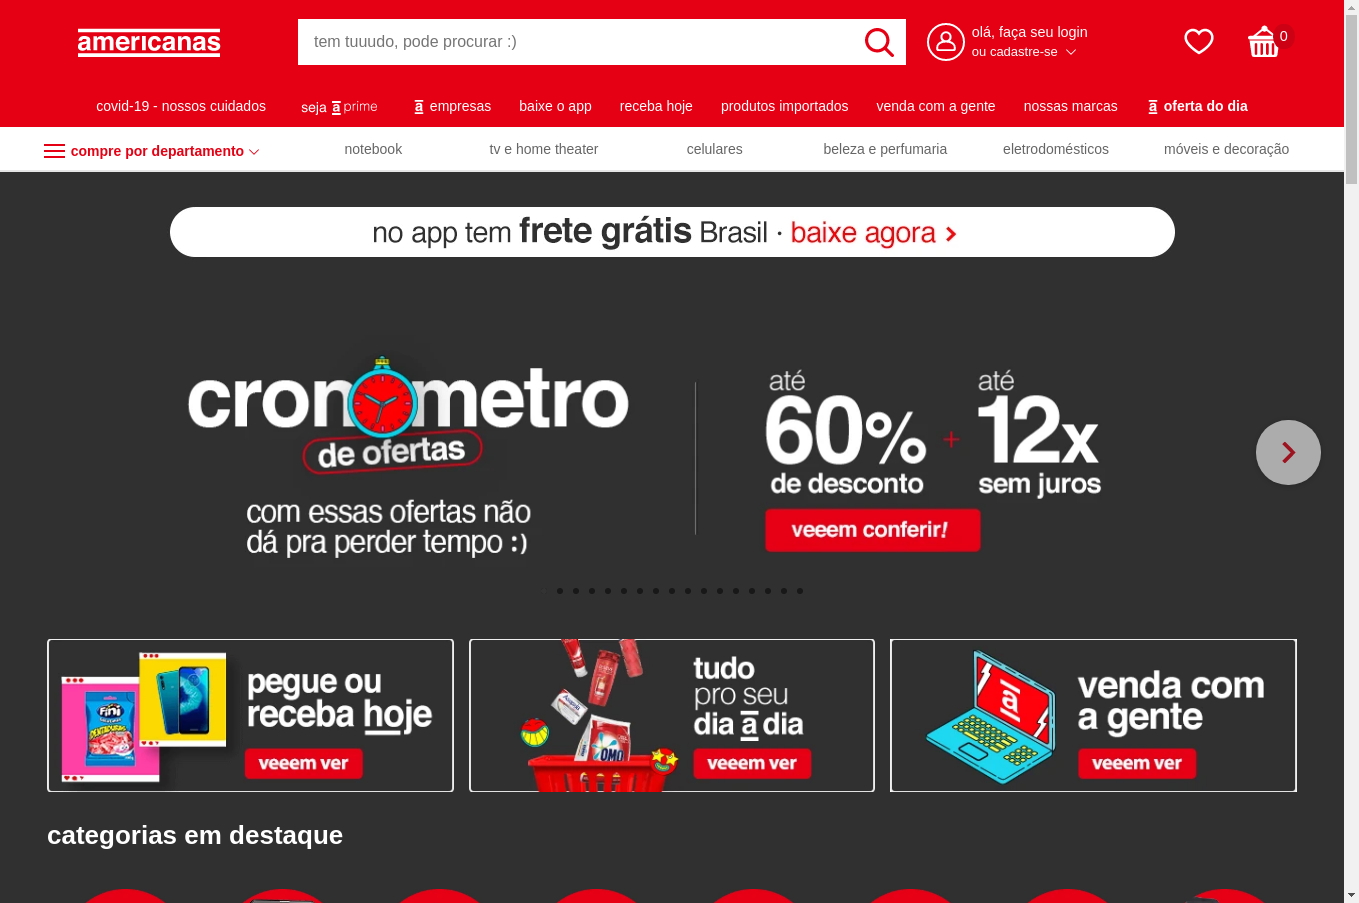 americanas
tem tuuudo, pode procurar :)
olá, faça seu login
ou cadastre-se
0
covid-19 - nossos cuidados
seja a prime
a empresas
baixe o app
receba hoje
produtos importados
venda com a gente
nossas marcas
a oferta do dia
compre por departamento
notebook
tv e home theater
celulares
beleza e perfumaria
eletrodomésticos
móveis e decoração
no app tem frete grátis Brasil · baixe agora >
cronometro
de ofertas
com essas ofertas não
dá pra perder tempo :)
até
60%
de desconto
+
até
12x
sem juros
veeem conferir!
Fini
DENTADURAS
pegue ou
receba hoje
veeem ver
OMO
tudo
pro seu
dia a dia
veeem ver
a
venda com
a gente
veeem ver
categorias em destaque